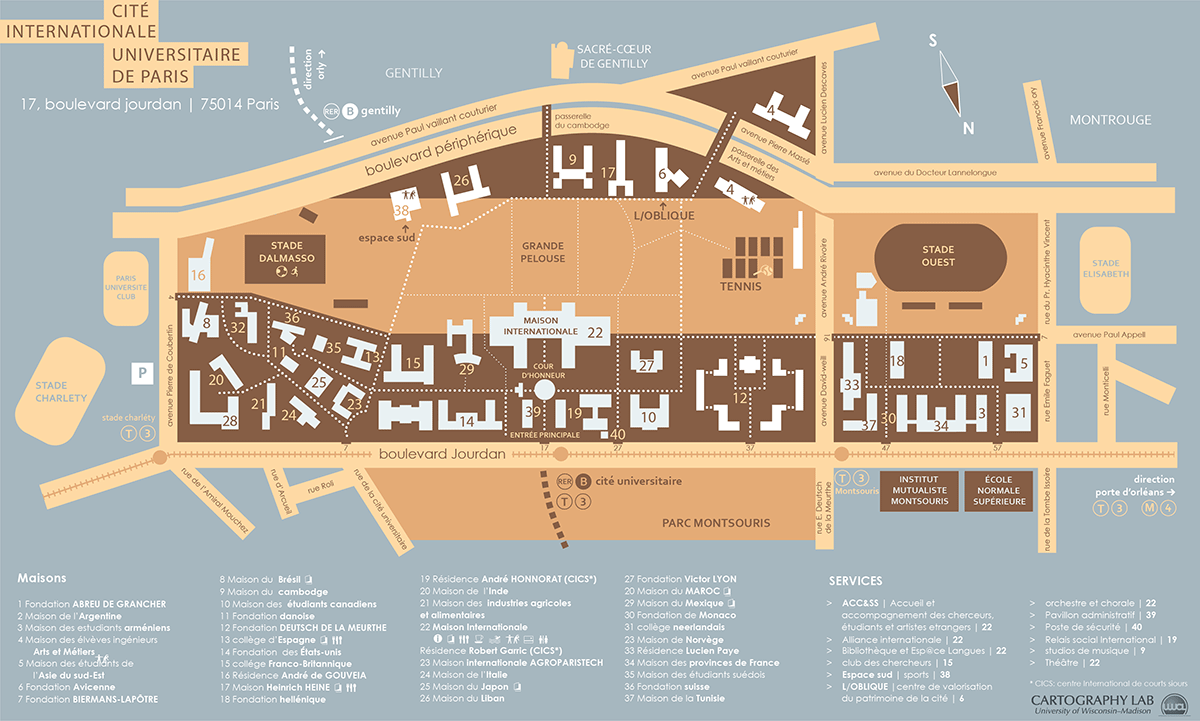 CITÉ
INTERNATIONALE
UNIVERSITAIRE
DE PARIS
17, boulevard jourdan | 75014 Paris
direction
only →
RER B gentilly
GENTILLY
SACRÉ-CŒUR
DE GENTILLY
avenue Paul vaillant couturier
avenue Paul vaillant couturier
boulevard périphérique
passerelle
du cambodge
avenue Pierre Massé
passerelle des
Arts et métiers
avenue Lucien Descaves
S
N
avenue Francois ory
MONTROUGE
avenue du Docteur Lannelongue
4
9
17
6
4
26
38
espace sud
L/OBLIQUE
STADE
DALMASSO
GRANDE
PELOUSE
TENNIS
STADE
OUEST
PARIS
UNIVERSITE
CLUB
STADE
ELISABETH
16
avenue André Rivoire
rue du Pr. Hyacinthe Vincent
avenue Paul Appell
avenue Pierre de Couberlin
4
8
32
36
11
35
13
15
29
MAISON
INTERNATIONALE
22
COUR
D'HONNEUR
27
16
7
18
1
5
33
20
28
21
24
25
23
14
39
19
10
40
12
37
30
34
3
31
ENTRÉE PRINCIPALE
P
STADE
CHARLETY
stade charléty
T 3
avenue David-weill
rue Emile Faguet
rue Monticelli
7
17
27
37
47
57
boulevard Jourdan
rue de l'Amiral Mouchez
rue d'Arcueil
rue Roli
rue de la cité universitaire
RER B cité universitaire
T 3
PARC MONTSOURIS
rue E. Deutsch
de la Meurthe
T 3
Montsouris
INSTITUT
MUTUALISTE
MONTSOURIS
ÉCOLE
NORMALE
SUPÉRIEURE
rue de la Tombe Issoire
direction
porte d'orléans →
T 3 M 4
Maisons
1 Fondation ABREU DE GRANCHER
2 Maison de l'Argentine
3 Maison des estudiants arméniens
4 Maison des élvèves ingénieurs
Arts et Métiers
5 Maison des étudiants de
l'Asie du sud-Est
6 Fondation Avicenne
7 Fondation BIERMANS-LAPÔTRE
8 Maison du Brésil
9 Maison du cambodge
10 Maison des étudiants canadiens
11 Fondation danoise
12 Fondation DEUTSCH DE LA MEURTHE
13 collège d'Espagne
14 Fondation des États-unis
15 collège Franco-Britannique
16 Résidence André de GOUVEIA
17 Maison Heinrich HEINE
18 Fondation hellénique
19 Résidence André HONNORAT (CICS*)
20 Maison de l'Inde
21 Maison des industries agricoles
et alimentaires
22 Maison Internationale
Résidence Robert Garric (CICS*)
23 Maison internationale AGROPARISTECH
24 Maison de l'Italie
25 Maison du Japon
26 Maison du Liban
27 Fondation Victor LYON
20 Maison du MAROC
29 Maison du Mexique
30 Fondation de Monaco
31 collège neerlandais
23 Maison de Norvège
33 Résidence Lucien Paye
34 Maison des provinces de France
35 Maison des étudiants suédois
36 Fondation suisse
37 Maison de la Tunisie
SERVICES
> ACC&SS | Accueil et
accompagnement des cherceurs,
étudiants et artistes etrangers | 22
> Alliance internationale | 22
> Bibliothèque et Esp@ce Langues | 22
> club des chercheurs | 15
> Espace sud | sports | 38
> L/OBLIQUE | centre de valorisation
du patrimoine de la cité | 6
> orchestre et chorale | 22
> Pavillion administratif | 39
> Poste de sécurité | 40
> Relais social International | 19
> studios de musique | 9
> Théâtre | 22
* CICS: centre International de courts siours
CARTOGRAPHY LAB
University of Wisconsin-Madison